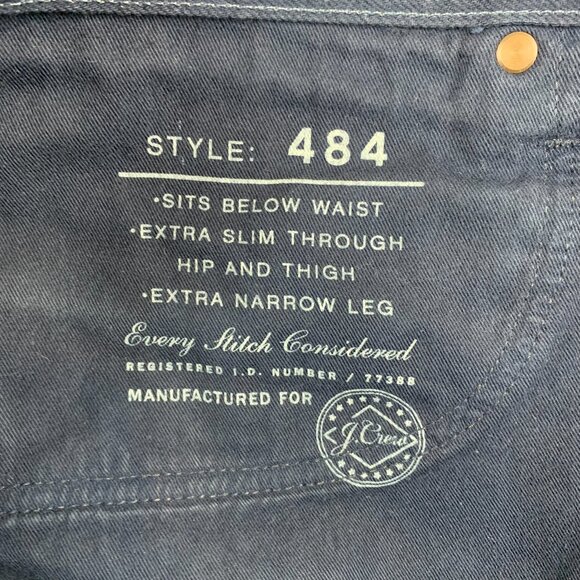 STYLE: 484
•SITS BELOW WAIST
•EXTRA SLIM THROUGH
HIP AND THIGH
•EXTRA NARROW LEG
Every Stitch Considered
REGISTERED I.D. NUMBER / 77388
MANUFACTURED FOR
J.Crew